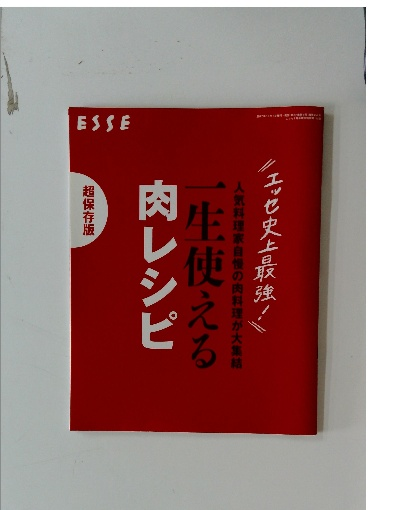 ESSE
エッセ史上最強!
人気料理家自慢の肉料理が大集結
一生使える
肉レシピ
超保存版